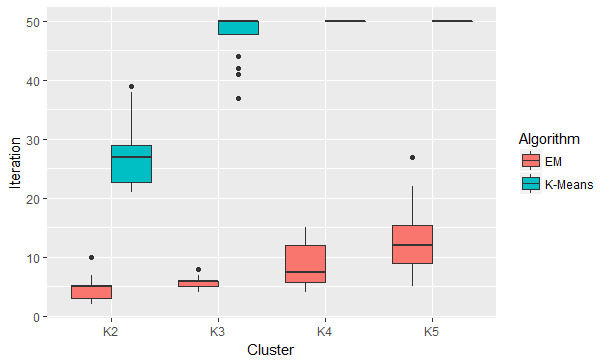 50
40
30
20
10
0
Iteration
K2 K3 K4 K5
Cluster
Algorithm
EM
K-Means